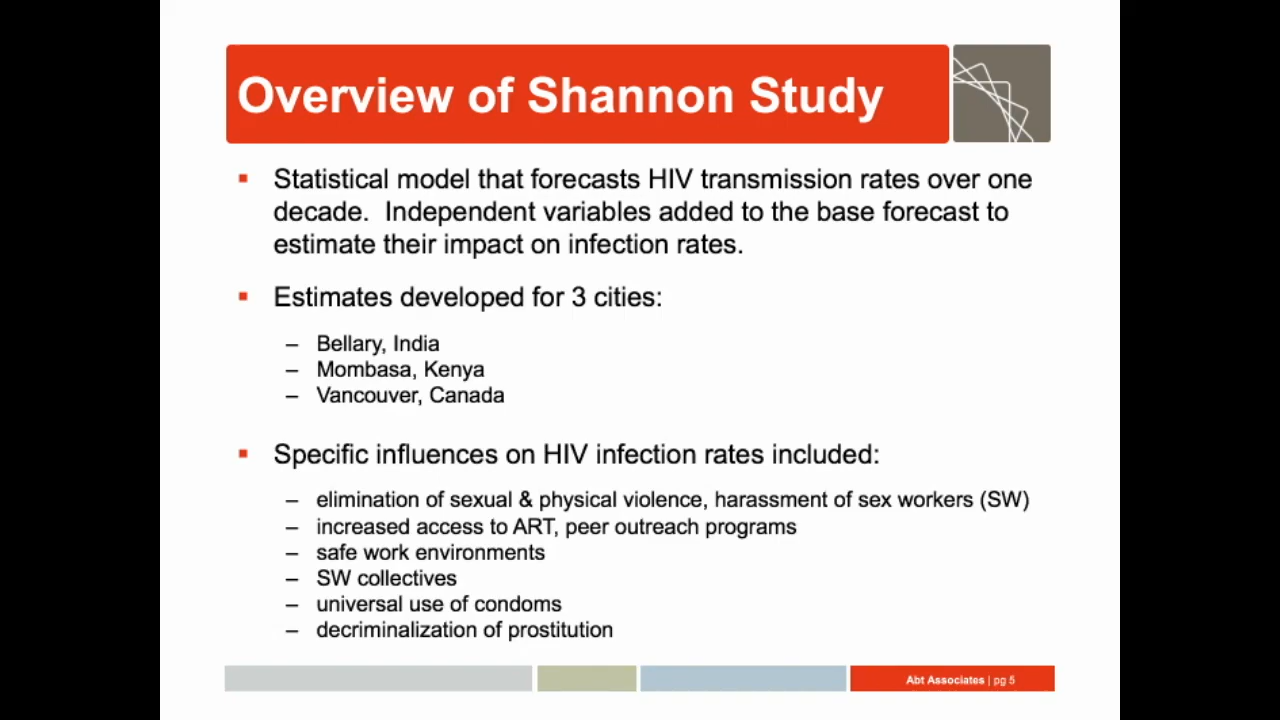 Overview of Shannon Study
▪ Statistical model that forecasts HIV transmission rates over one
decade.  Independent variables added to the base forecast to
estimate their impact on infection rates.
▪ Estimates developed for 3 cities:
– Bellary, India
– Mombasa, Kenya
– Vancouver, Canada
▪ Specific influences on HIV infection rates included:
– elimination of sexual & physical violence, harassment of sex workers (SW)
– increased access to ART, peer outreach programs
– safe work environments
– SW collectives
– universal use of condoms
– decriminalization of prostitution
Abt Associates | pg 5